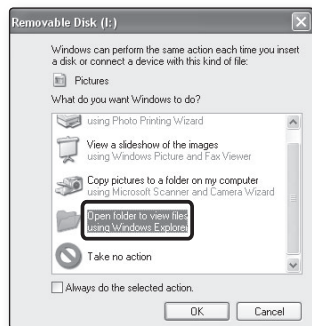 Removable Disk (I:)
Windows can perform the same action each time you insert
a disk or connect a device with this kind of file:
Pictures
What do you want Windows to do?
using Photo Printing Wizard
View a slideshow of the images
using Windows Picture and Fax Viewer
Copy pictures to a folder on my computer
using Microsoft Scanner and Camera Wizard
Open folder to view files
using Windows Explorer
Take no action
Always do the selected action.
OK
Cancel